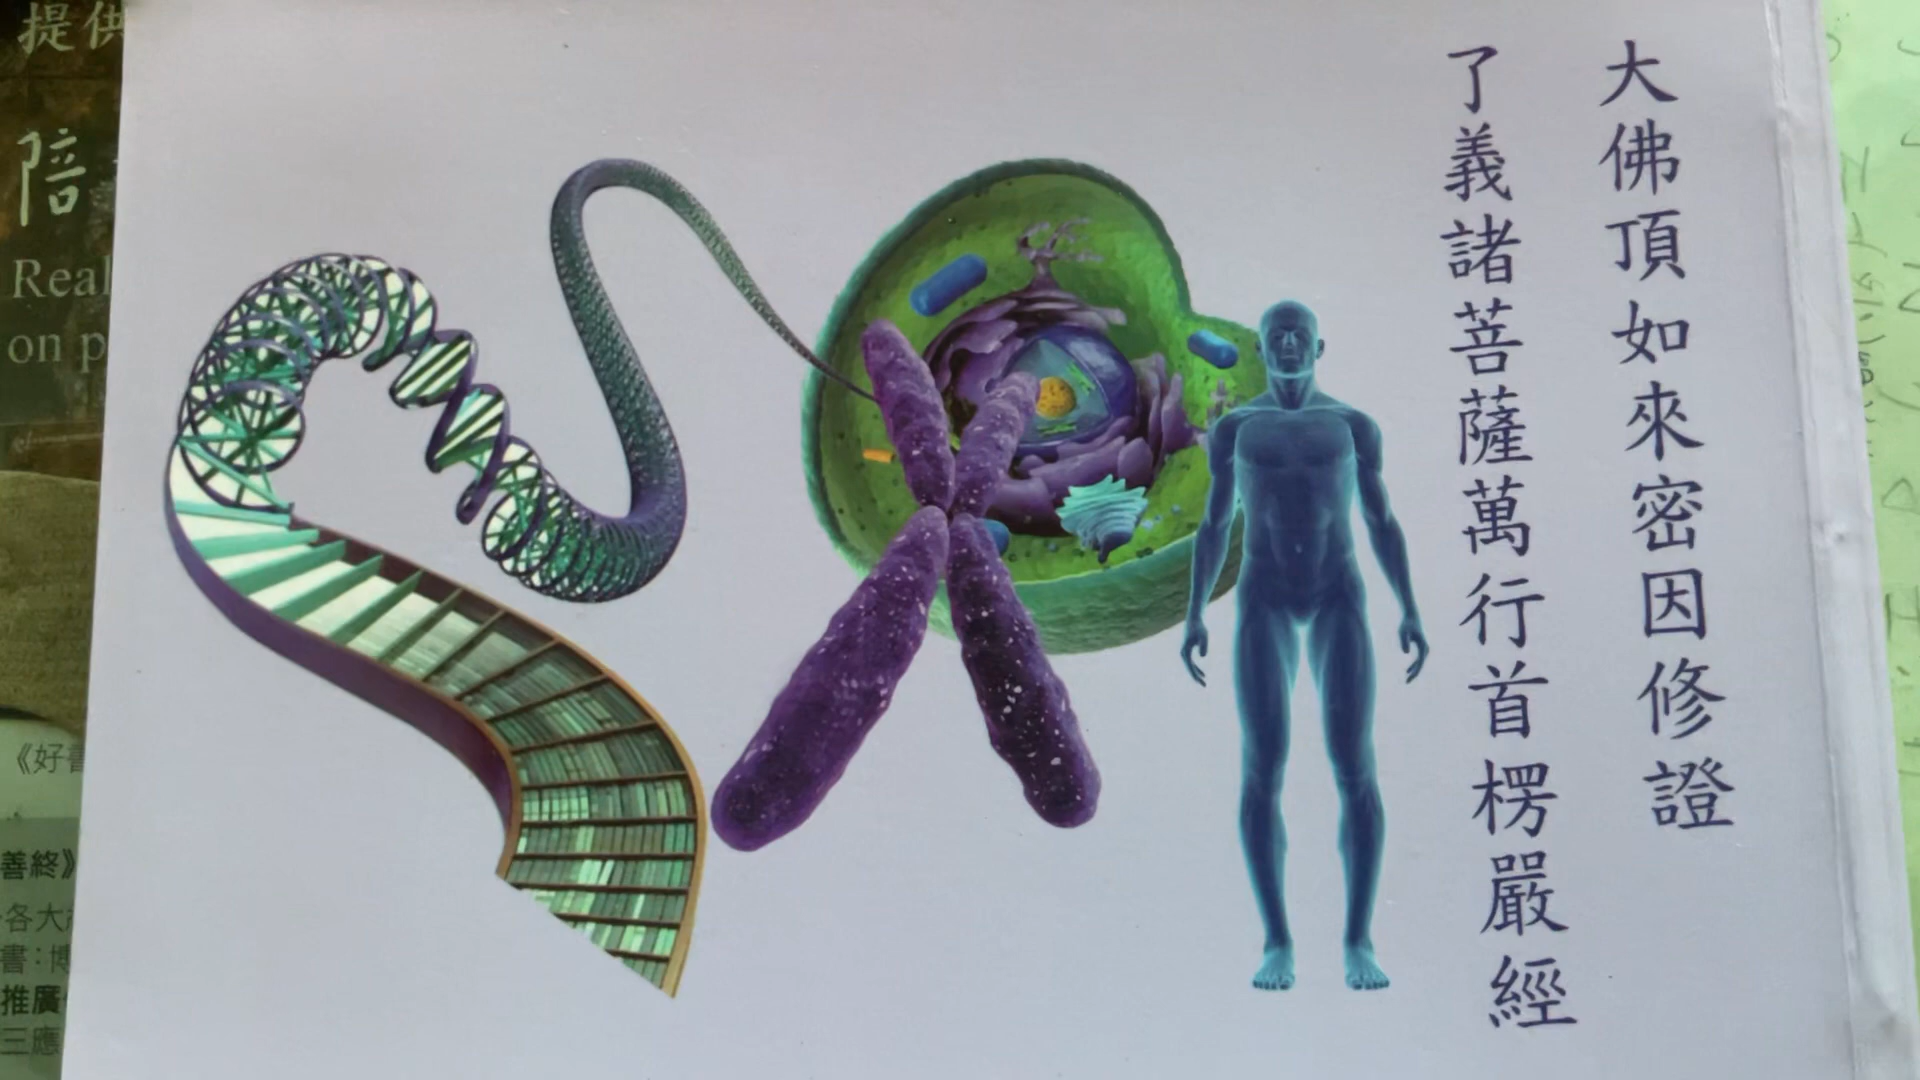 大佛頂如來密因修證
了義諸菩薩萬行首楞嚴經
提供
陪
Real
on p
《好書
善終》
各大
書：博
推廣
三應